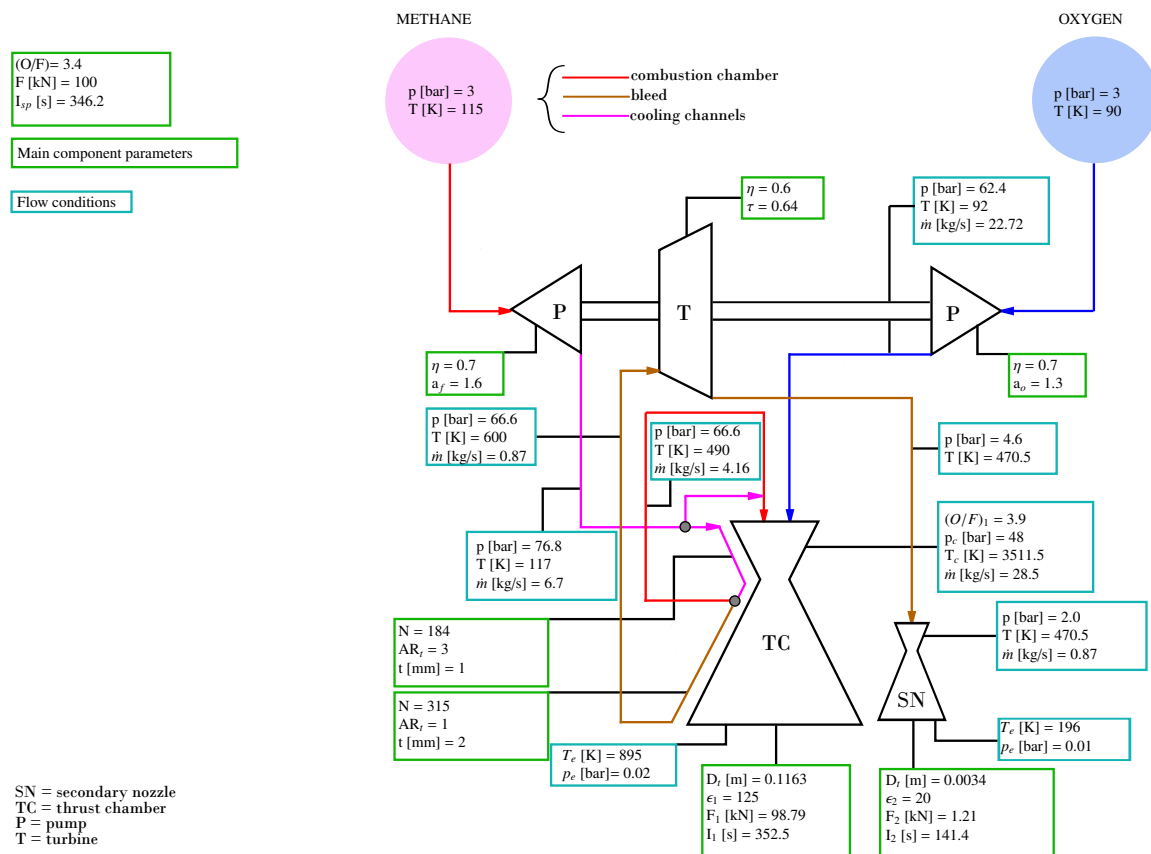 METHANE
OXYGEN
(O/F)= 3.4
F [kN] = 100
I_sp [s] = 346.2
Main component parameters
Flow conditions
p [bar] = 3
T [K] = 115
combustion chamber
bleed
cooling channels
p [bar] = 3
T [K] = 90
η = 0.6
τ = 0.64
p [bar] = 62.4
T [K] = 92
ṁ [kg/s] = 22.72
P
T
P
η = 0.7
a_f = 1.6
η = 0.7
a_o = 1.3
p [bar] = 66.6
T [K] = 600
ṁ [kg/s] = 0.87
p [bar] = 66.6
T [K] = 490
ṁ [kg/s] = 4.16
p [bar] = 4.6
T [K] = 470.5
p [bar] = 76.8
T [K] = 117
ṁ [kg/s] = 6.7
(O/F)₁ = 3.9
p_c [bar] = 48
T_c [K] = 3511.5
ṁ [kg/s] = 28.5
N = 184
AR_t = 3
t [mm] = 1
TC
p [bar] = 2.0
T [K] = 470.5
ṁ [kg/s] = 0.87
N = 315
AR_t = 1
t [mm] = 2
SN
T_e [K] = 895
p_e [bar]= 0.02
T_e [K] = 196
p_e [bar] = 0.01
D_t [m] = 0.1163
ϵ₁ = 125
F₁ [kN] = 98.79
I₁ [s] = 352.5
D_t [m] = 0.0034
ϵ₂ = 20
F₂ [kN] = 1.21
I₂ [s] = 141.4
SN = secondary nozzle
TC = thrust chamber
P = pump
T = turbine